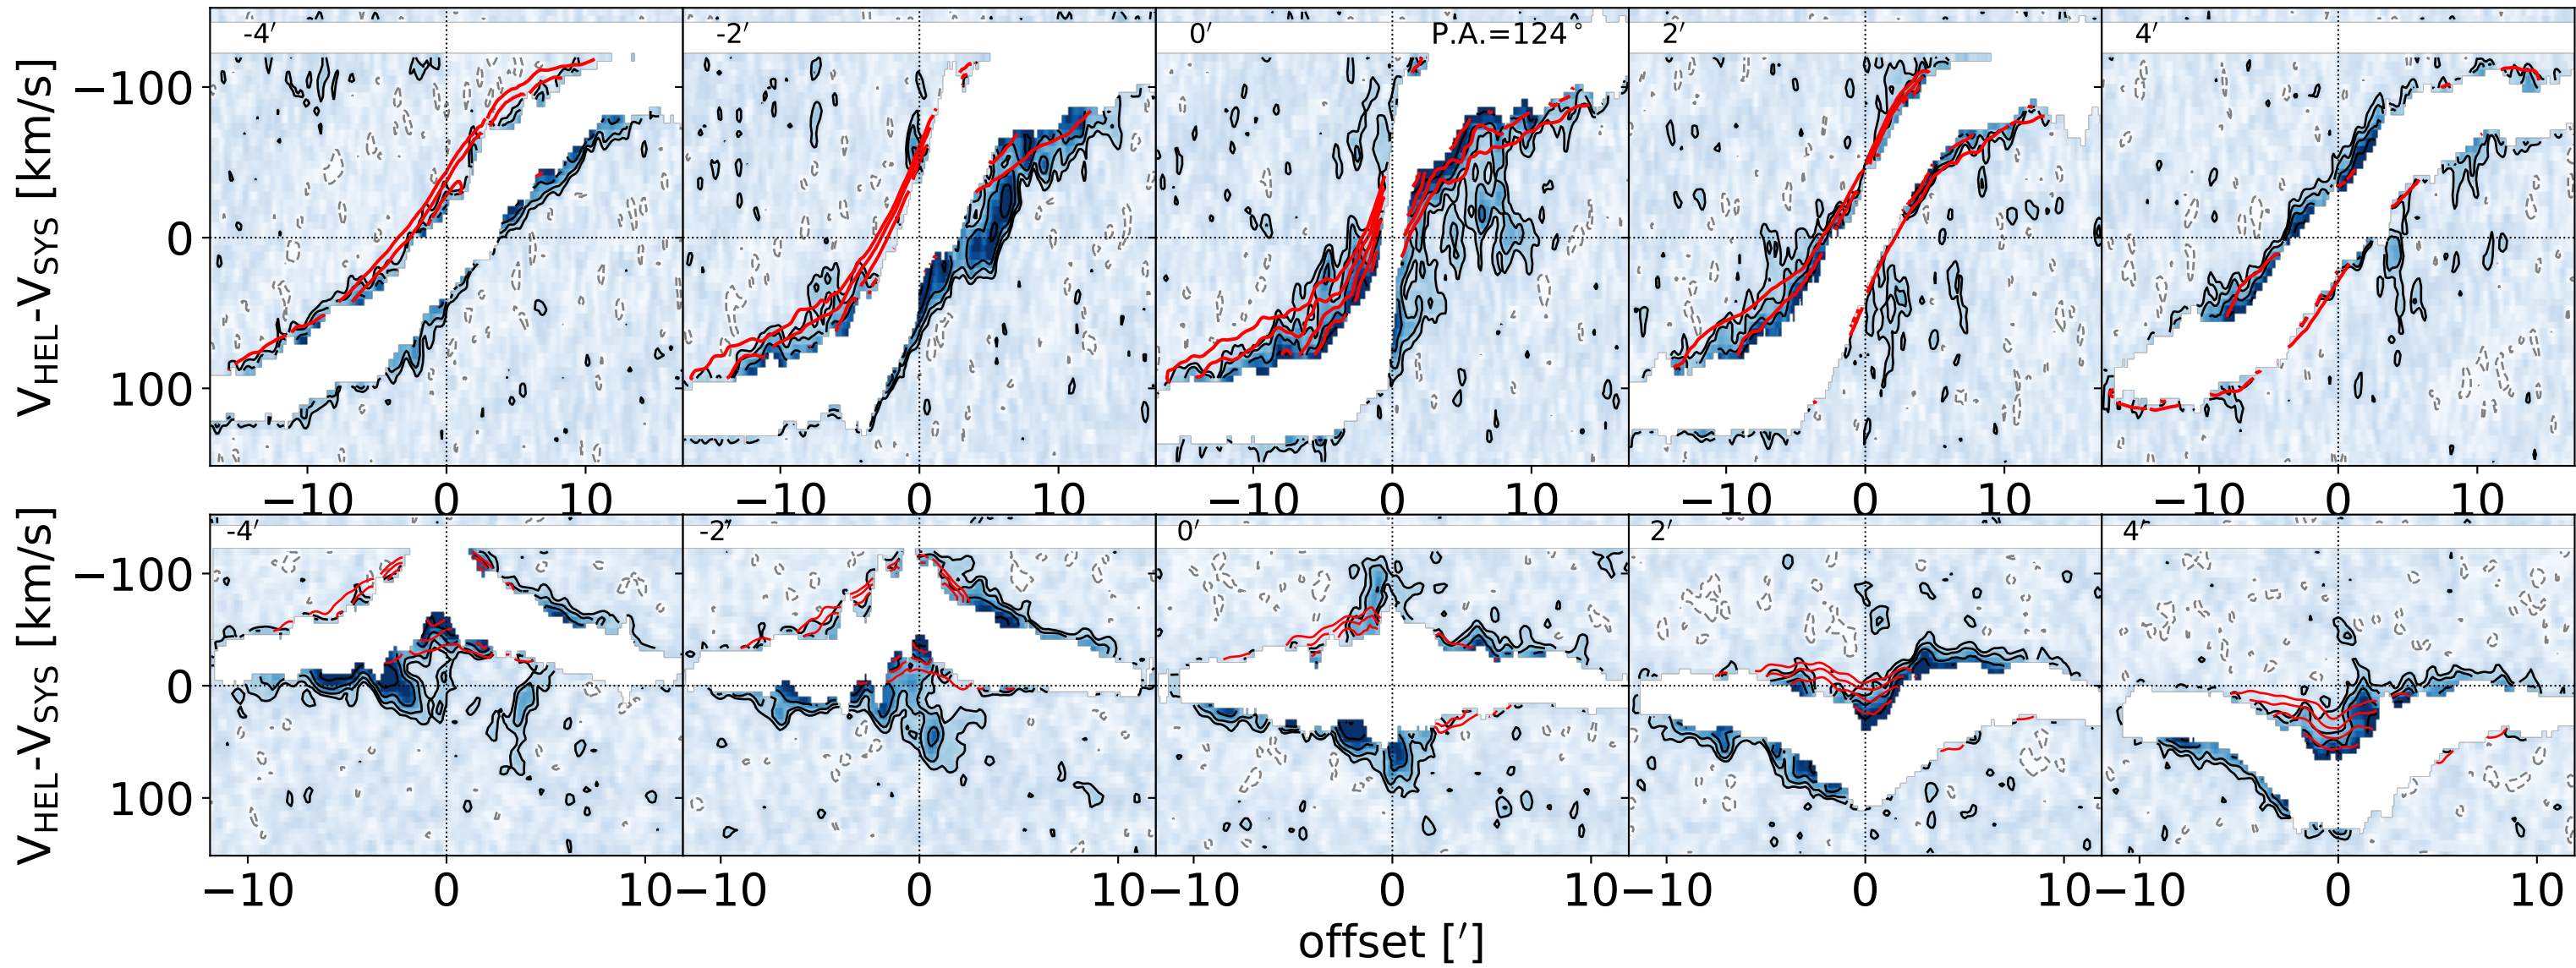 -4′ -2′ 0′ P.A.=124° 2′ 4′
V_HEL-V_SYS [km/s]
−100
0
100
−10 0 10 −10 0 10 −10 0 10 −10 0 10 −10 0 10
-4′ -2′ 0′ 2′ 4′
V_HEL-V_SYS [km/s]
−100
0
100
−10 0 10 −10 0 10 −10 0 10 −10 0 10 −10 0 10
offset [′]